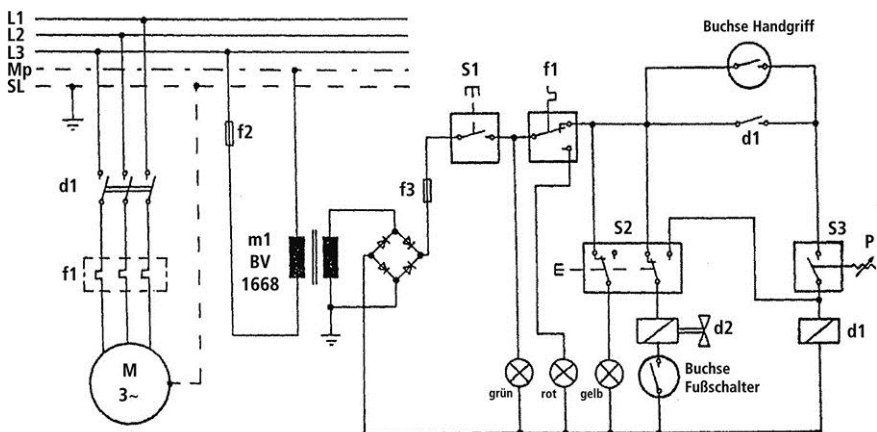 L1
L2
L3
Mp
SL
Buchse Handgriff
S1
f1
f2
d1
d1
f3
m1
BV
1668
S2
S3
P
f1
d2
d1
M
3~
Buchse
Fußschalter
grün
rot
gelb